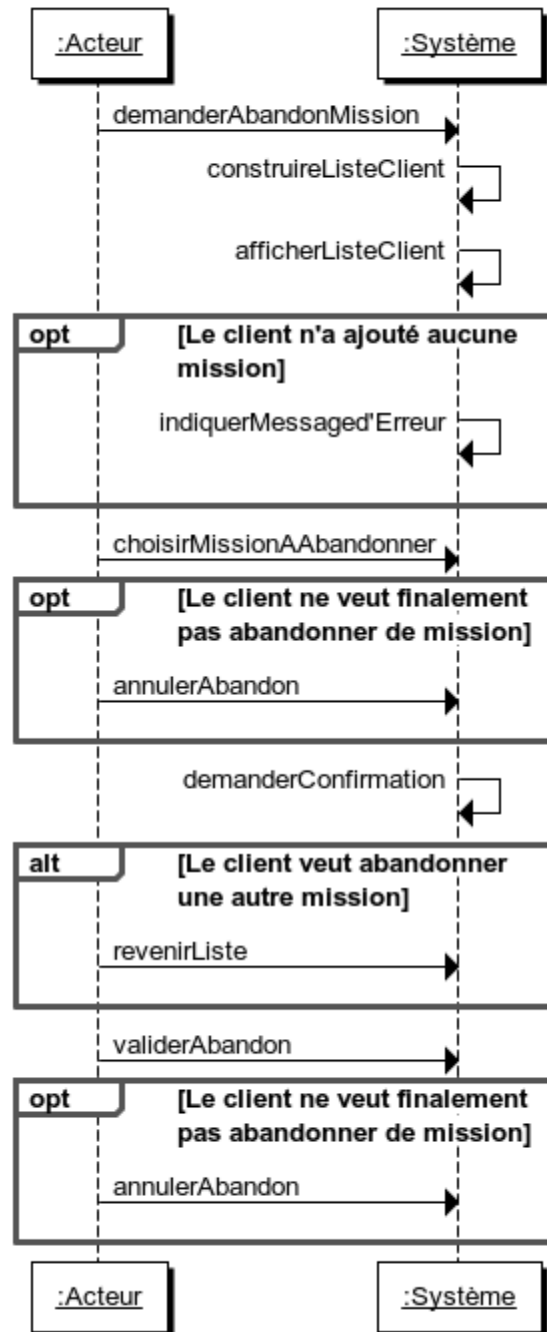 :Acteur :Système
demanderAbandonMission
construireListeClient
afficherListeClient
opt [Le client n'a ajouté aucune
mission]
indiquerMessaged'Erreur
choisirMissionAAbandonner
opt [Le client ne veut finalement
pas abandonner de mission]
annulerAbandon
demanderConfirmation
alt [Le client veut abandonner
une autre mission]
revenirListe
validerAbandon
opt [Le client ne veut finalement
pas abandonner de mission]
annulerAbandon
:Acteur :Système